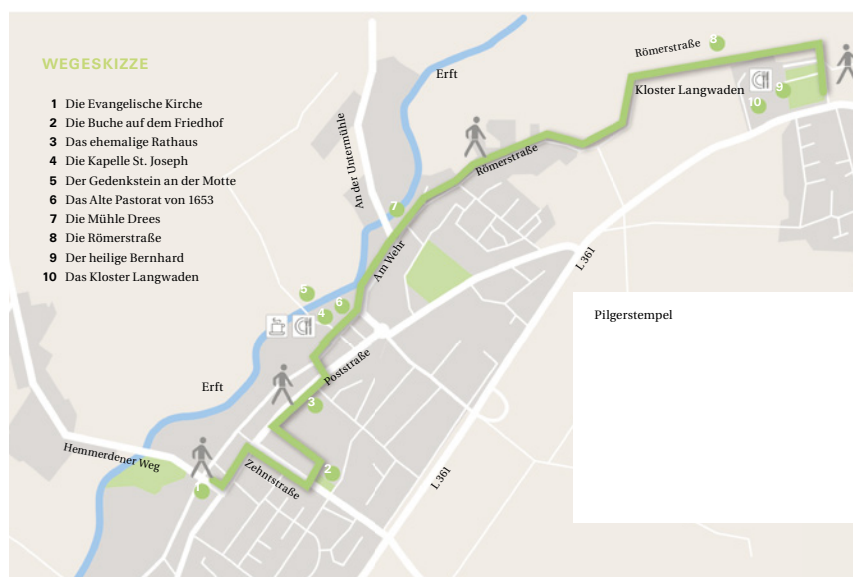 WEGESKIZZE
1 Die Evangelische Kirche
2 Die Buche auf dem Friedhof
3 Das ehemalige Rathaus
4 Die Kapelle St. Joseph
5 Der Gedenkstein an der Motte
6 Das Alte Pastorat von 1653
7 Die Mühle Drees
8 Die Römerstraße
9 Der heilige Bernhard
10 Das Kloster Langwaden
Erft
Römerstraße
8
Kloster Langwaden
9
10
An der Untermühle
Römerstraße
7
Am Wehr
L 361
5
6
4
Pilgerstempel
Poststraße
Erft
3
Hemmerdener Weg
Zehntstraße
2
L 361
1